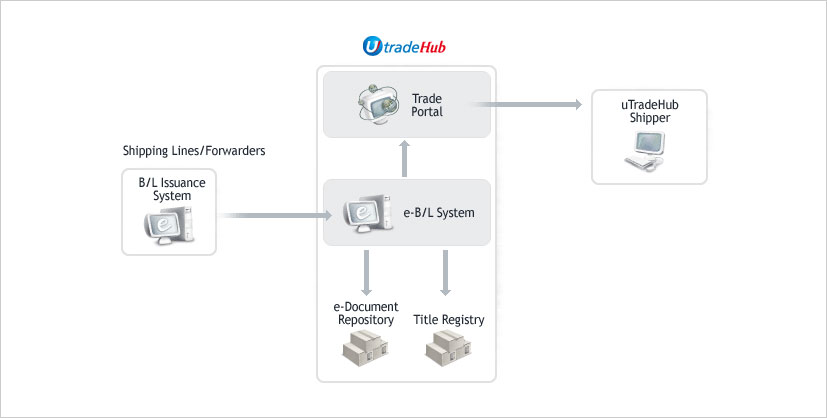 UtradeHub
Trade
Portal
uTradeHub
Shipper
Shipping Lines/Forwarders
B/L Issuance
System
e-B/L System
e-Document
Repository
Title Registry